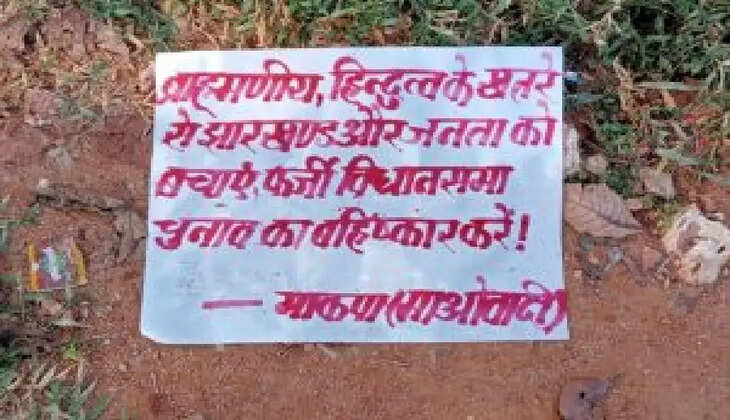 ब्राह्मणीय, हिन्दुत्व के खतरे
से झारखण्ड और जनता को
बचाएं, फर्जी विधानसभा
चुनाव का बहिष्कार करें!
— भाकपा (माओवादी)